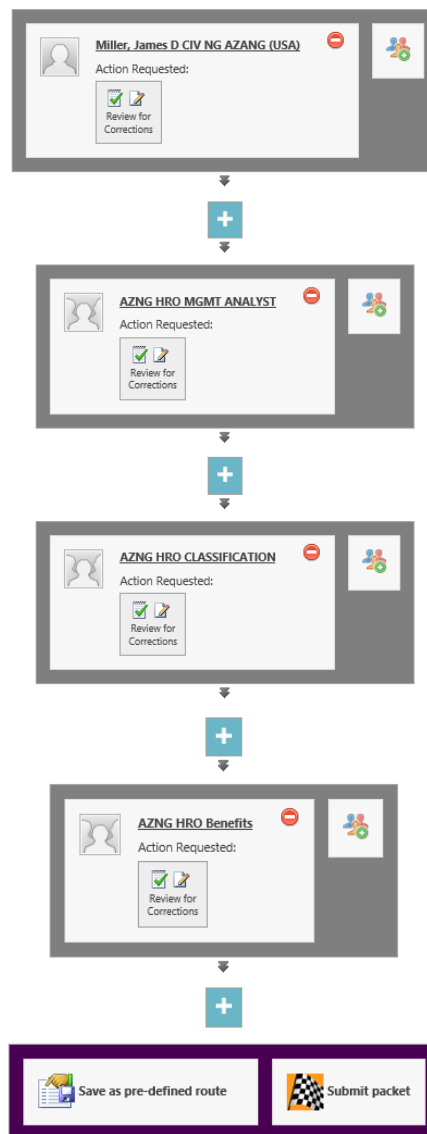 Miller, James D CIV NG AZANG (USA)
Action Requested:
Review for
Corrections
AZNG HRO MGMT ANALYST
Action Requested:
Review for
Corrections
AZNG HRO CLASSIFICATION
Action Requested:
Review for
Corrections
AZNG HRO Benefits
Action Requested:
Review for
Corrections
Save as pre-defined route
Submit packet